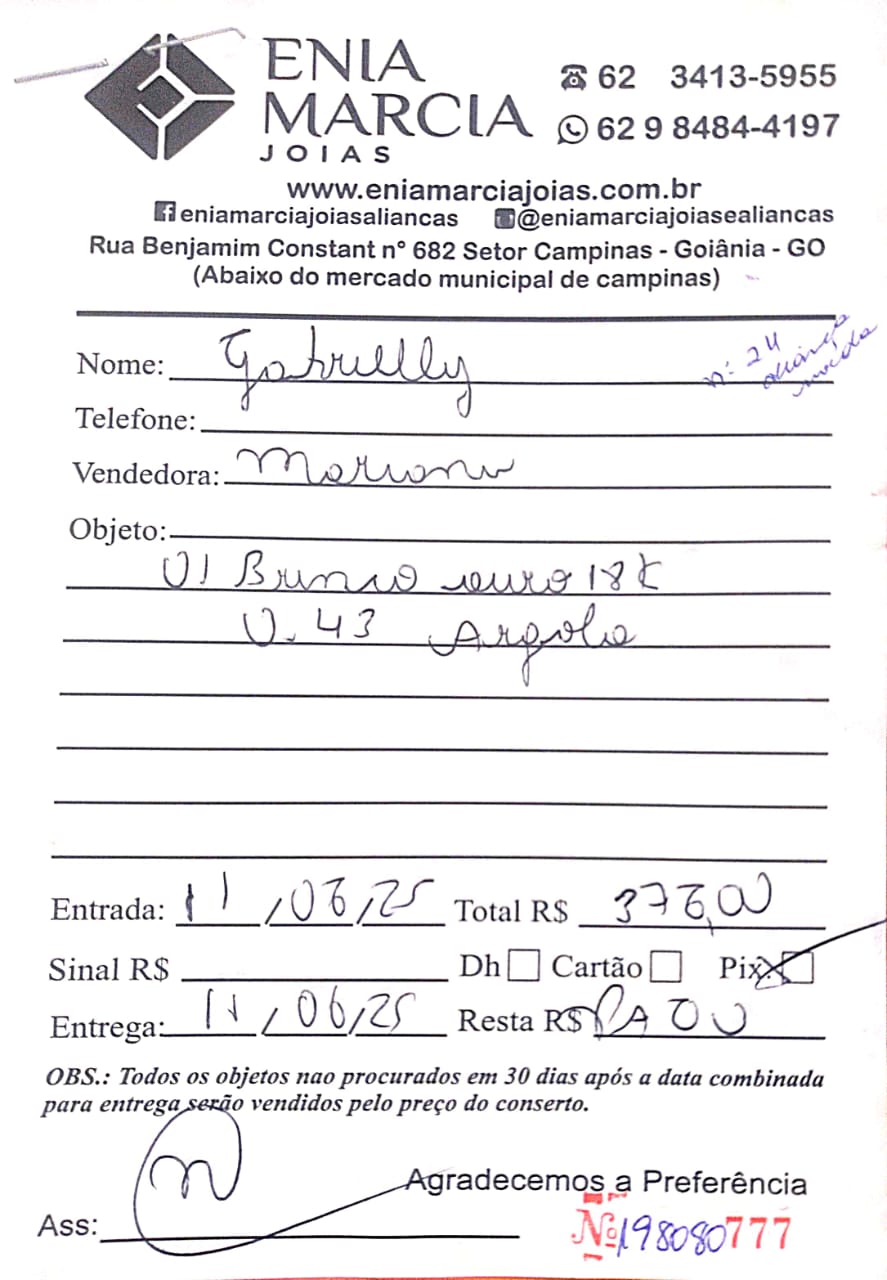 ENIA
MARCIA
JOIAS
62 3413-5955
62 9 8484-4197
www.eniamarciajoias.com.br
eniamarciajoiasaliancas @eniamarciajoiasealiancas
Rua Benjamim Constant n° 682 Setor Campinas - Goiânia - GO
(Abaixo do mercado municipal de campinas)
n° 24
aliança
Nome: Gabrielly
Telefone:
Vendedora: Mariana
Objeto:
01 Brinco ouro 18k
0.43 Argola
Entrada: 11/06/25 Total R$ 376,00
Sinal R$ Dh Cartão Pix
Entrega: 11/06/25 Resta R$ PAGO
OBS.: Todos os objetos nao procurados em 30 dias após a data combinada
para entrega serão vendidos pelo preço do conserto.
Agradecemos a Preferência
Ass:
Nº 198080777